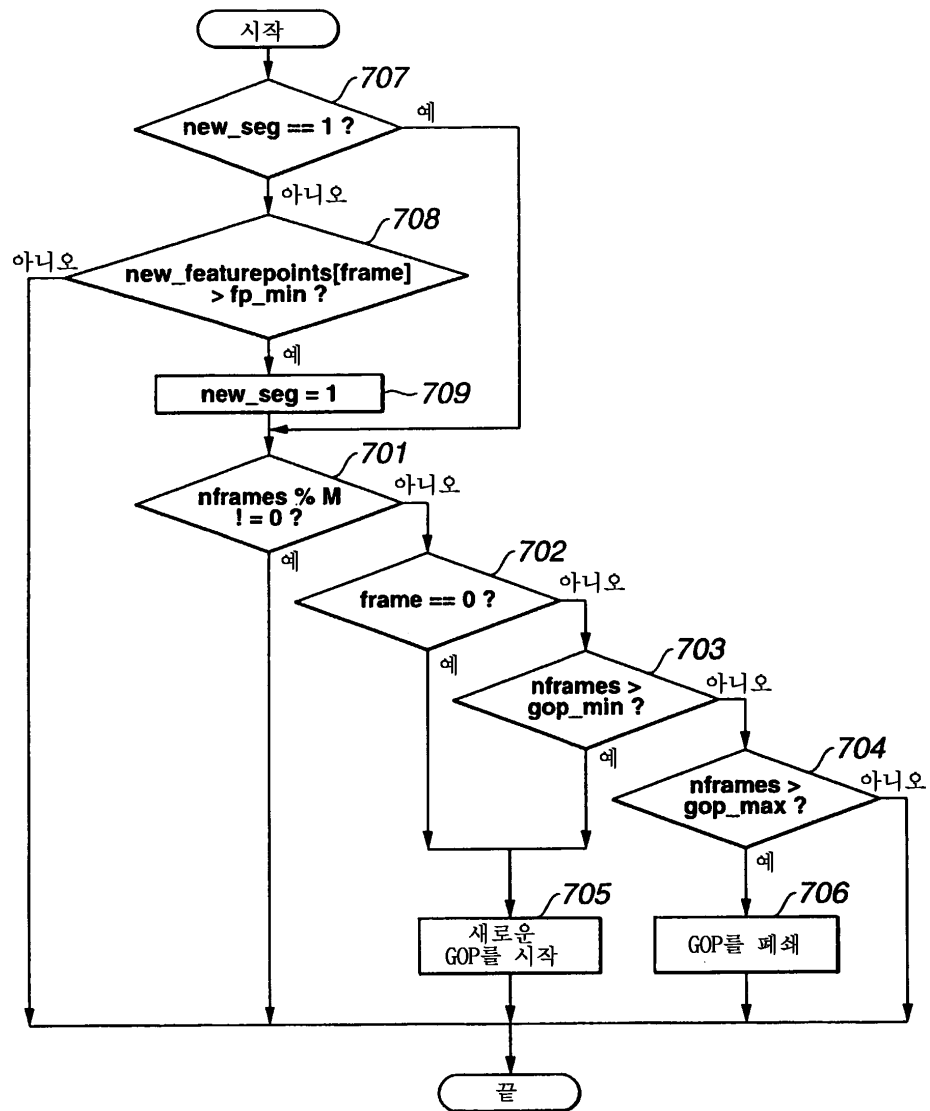 시작
707
new_seg == 1 ?
예
아니오
708
아니오
new_featurepoints[frame]
> fp_min ?
예
new_seg = 1
709
701
nframes % M
! = 0 ?
아니오
예
702
frame == 0 ?
아니오
예
703
nframes >
gop_min ?
아니오
예
704
nframes >
gop_max ?
아니오
예
705
새로운
GOP를 시작
706
GOP를 폐쇄
끝